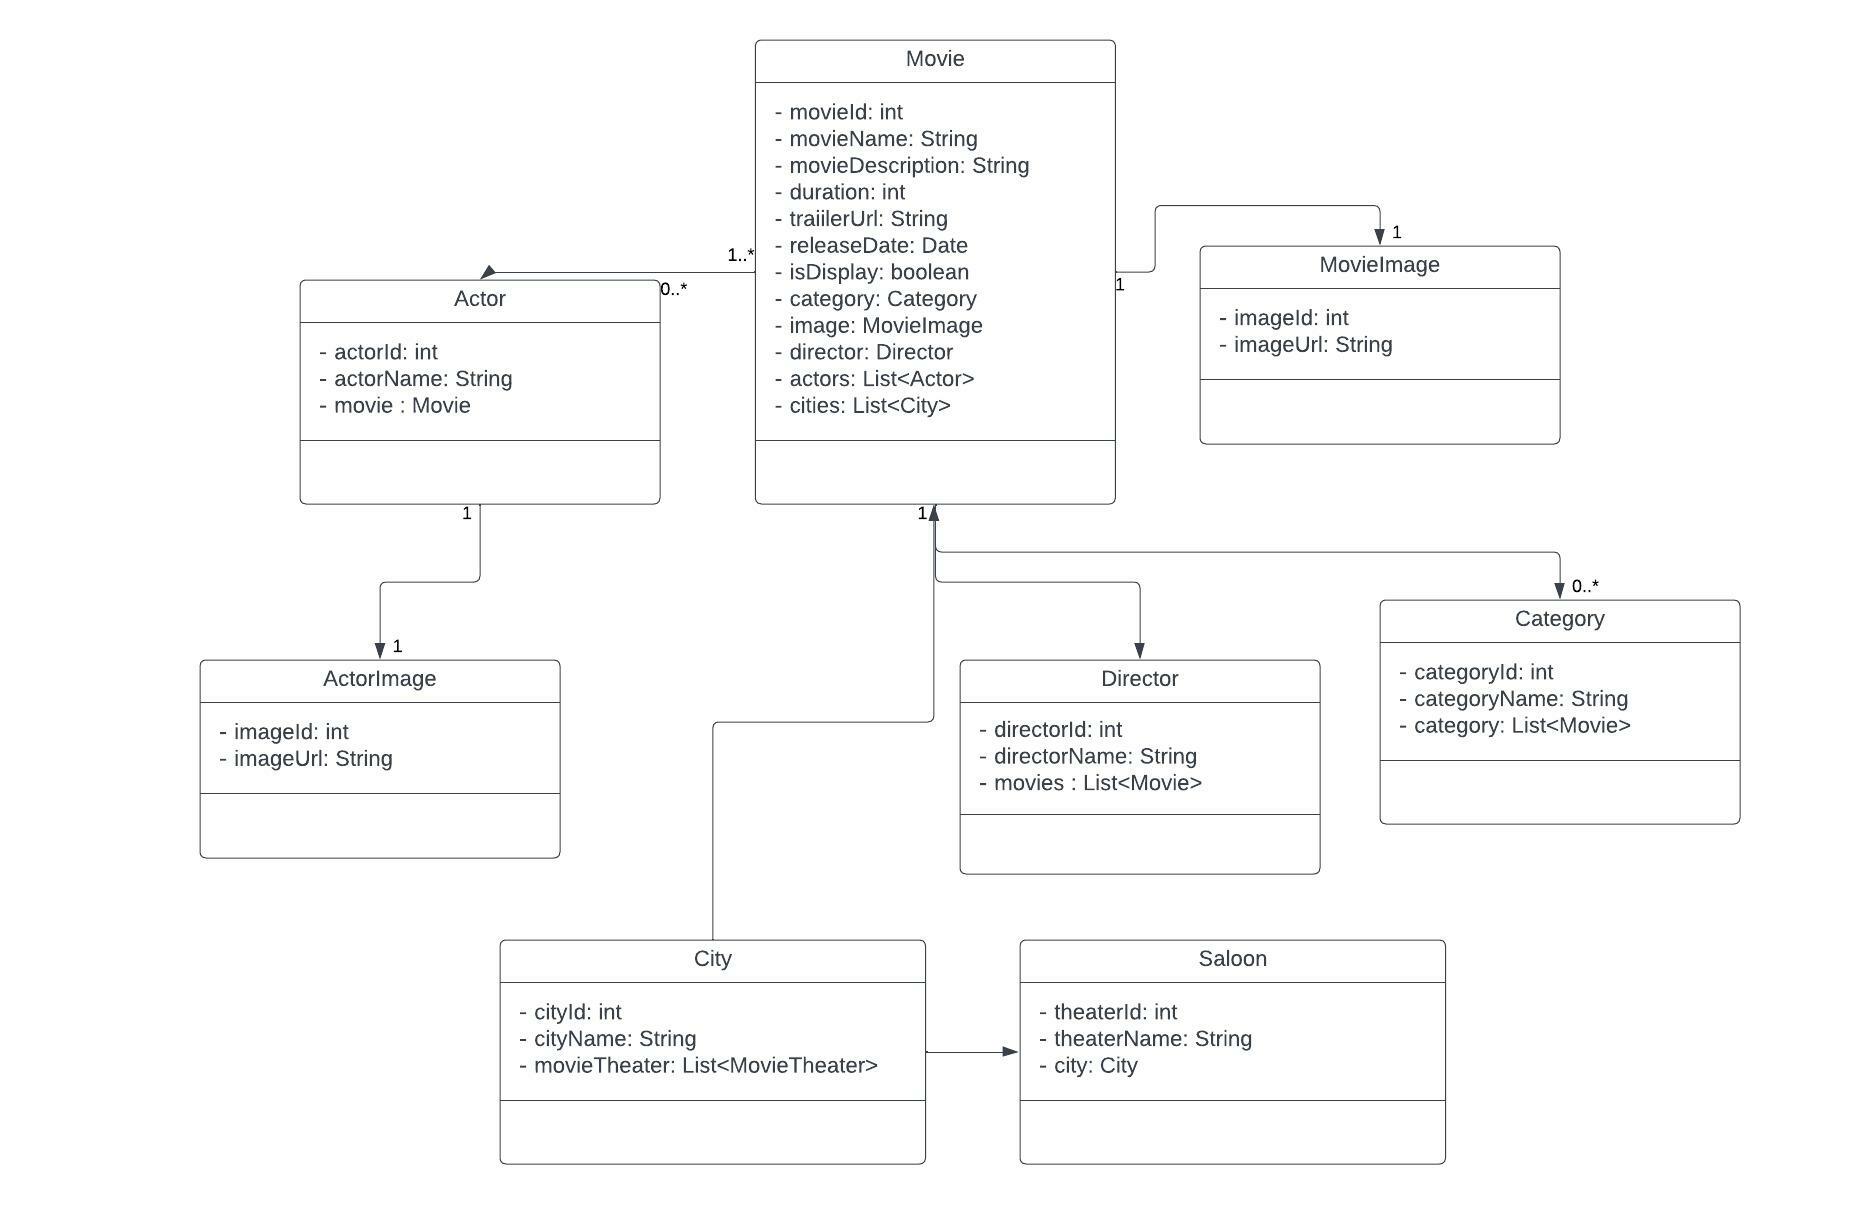 Movie
- movieId: int
- movieName: String
- movieDescription: String
- duration: int
- traiilerUrl: String
- releaseDate: Date
- isDisplay: boolean
- category: Category
- image: MovieImage
- director: Director
- actors: List<Actor>
- cities: List<City>
1..*
0..*
1
1
1
Actor
- actorId: int
- actorName: String
- movie : Movie
1
MovieImage
- imageId: int
- imageUrl: String
1
ActorImage
- imageId: int
- imageUrl: String
Director
- directorId: int
- directorName: String
- movies : List<Movie>
0..*
Category
- categoryId: int
- categoryName: String
- category: List<Movie>
City
- cityId: int
- cityName: String
- movieTheater: List<MovieTheater>
Saloon
- theaterId: int
- theaterName: String
- city: City